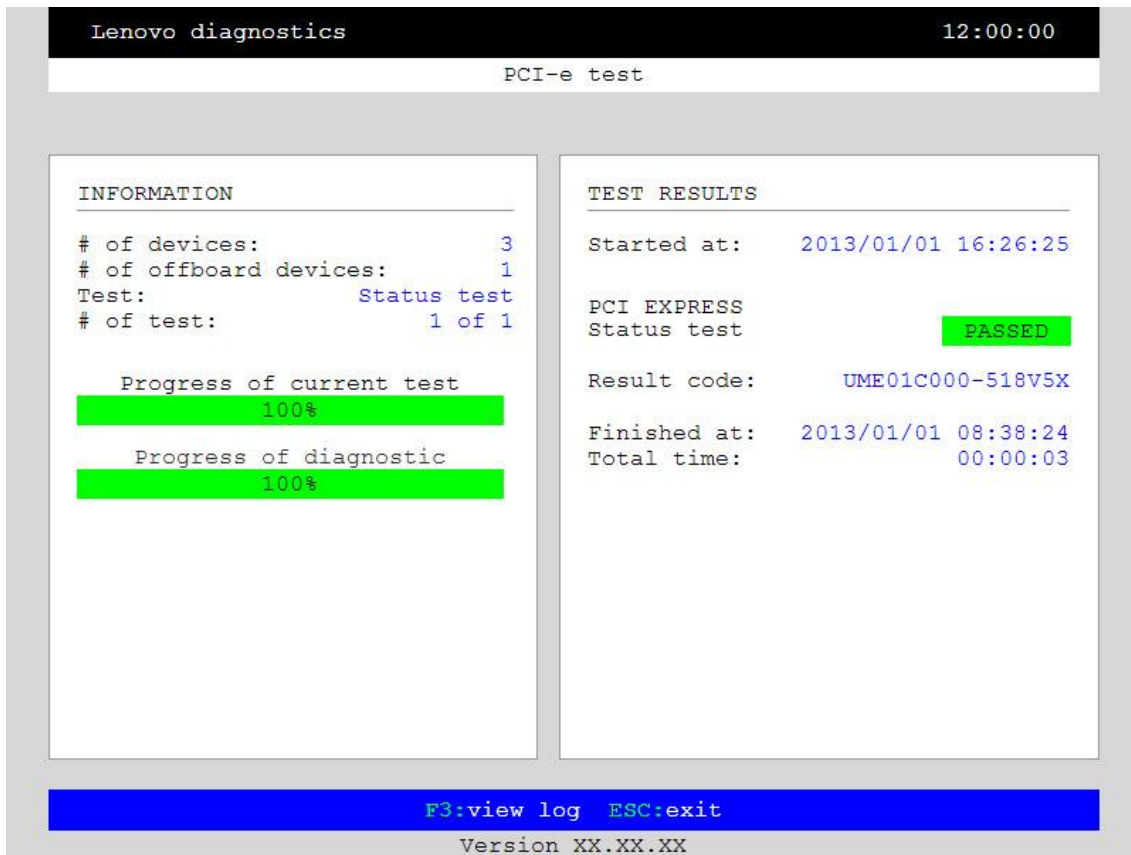 Lenovo diagnostics 12:00:00
PCI-e test
INFORMATION
# of devices: 3
# of offboard devices: 1
Test: Status test
# of test: 1 of 1
Progress of current test
100%
Progress of diagnostic
100%
TEST RESULTS
Started at: 2013/01/01 16:26:25
PCI EXPRESS
Status test PASSED
Result code: UME01C000-518V5X
Finished at: 2013/01/01 08:38:24
Total time: 00:00:03
F3:view log ESC:exit
Version XX.XX.XX